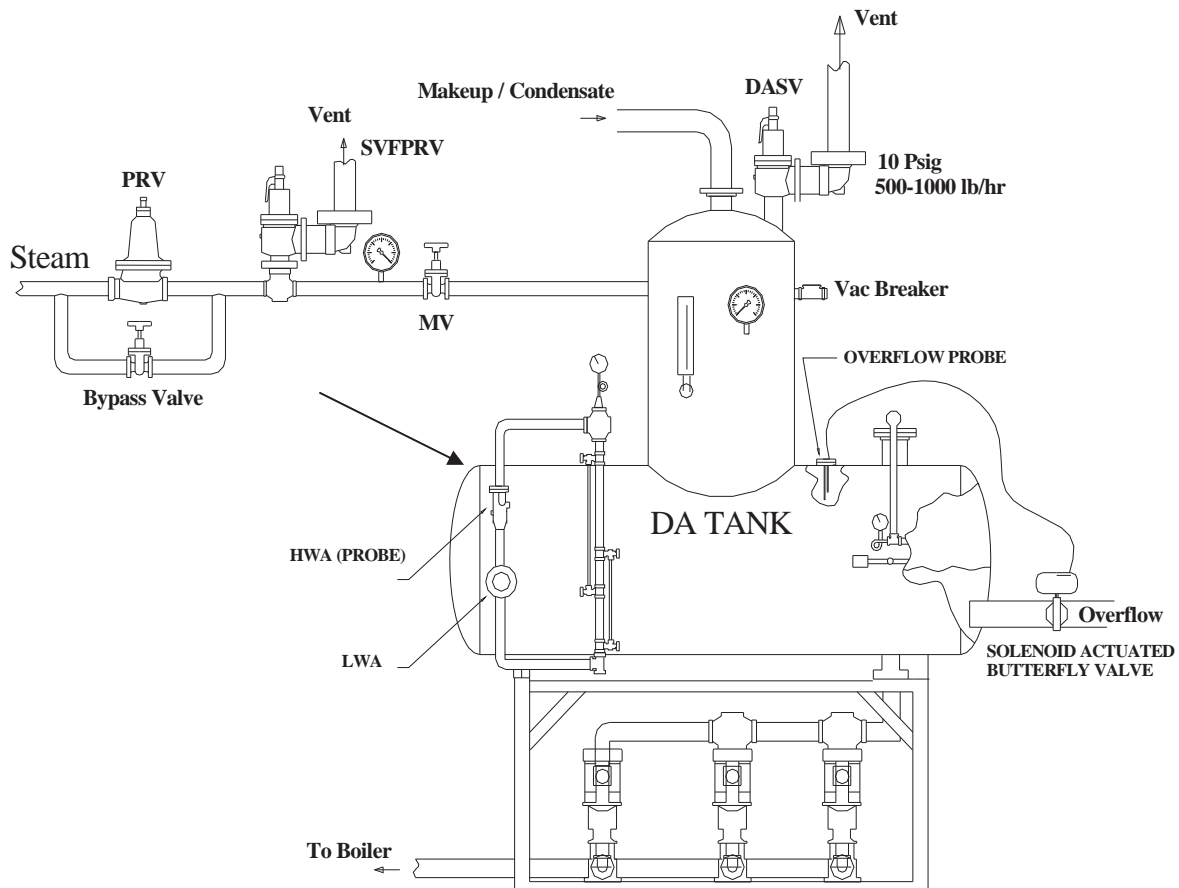 Vent
Makeup / Condensate
DASV
Vent
SVFPRV
10 Psig
500-1000 lb/hr
PRV
Steam
Vac Breaker
MV
OVERFLOW PROBE
Bypass Valve
DA TANK
HWA (PROBE)
Overflow
LWA
SOLENOID ACTUATED
BUTTERFLY VALVE
To Boiler